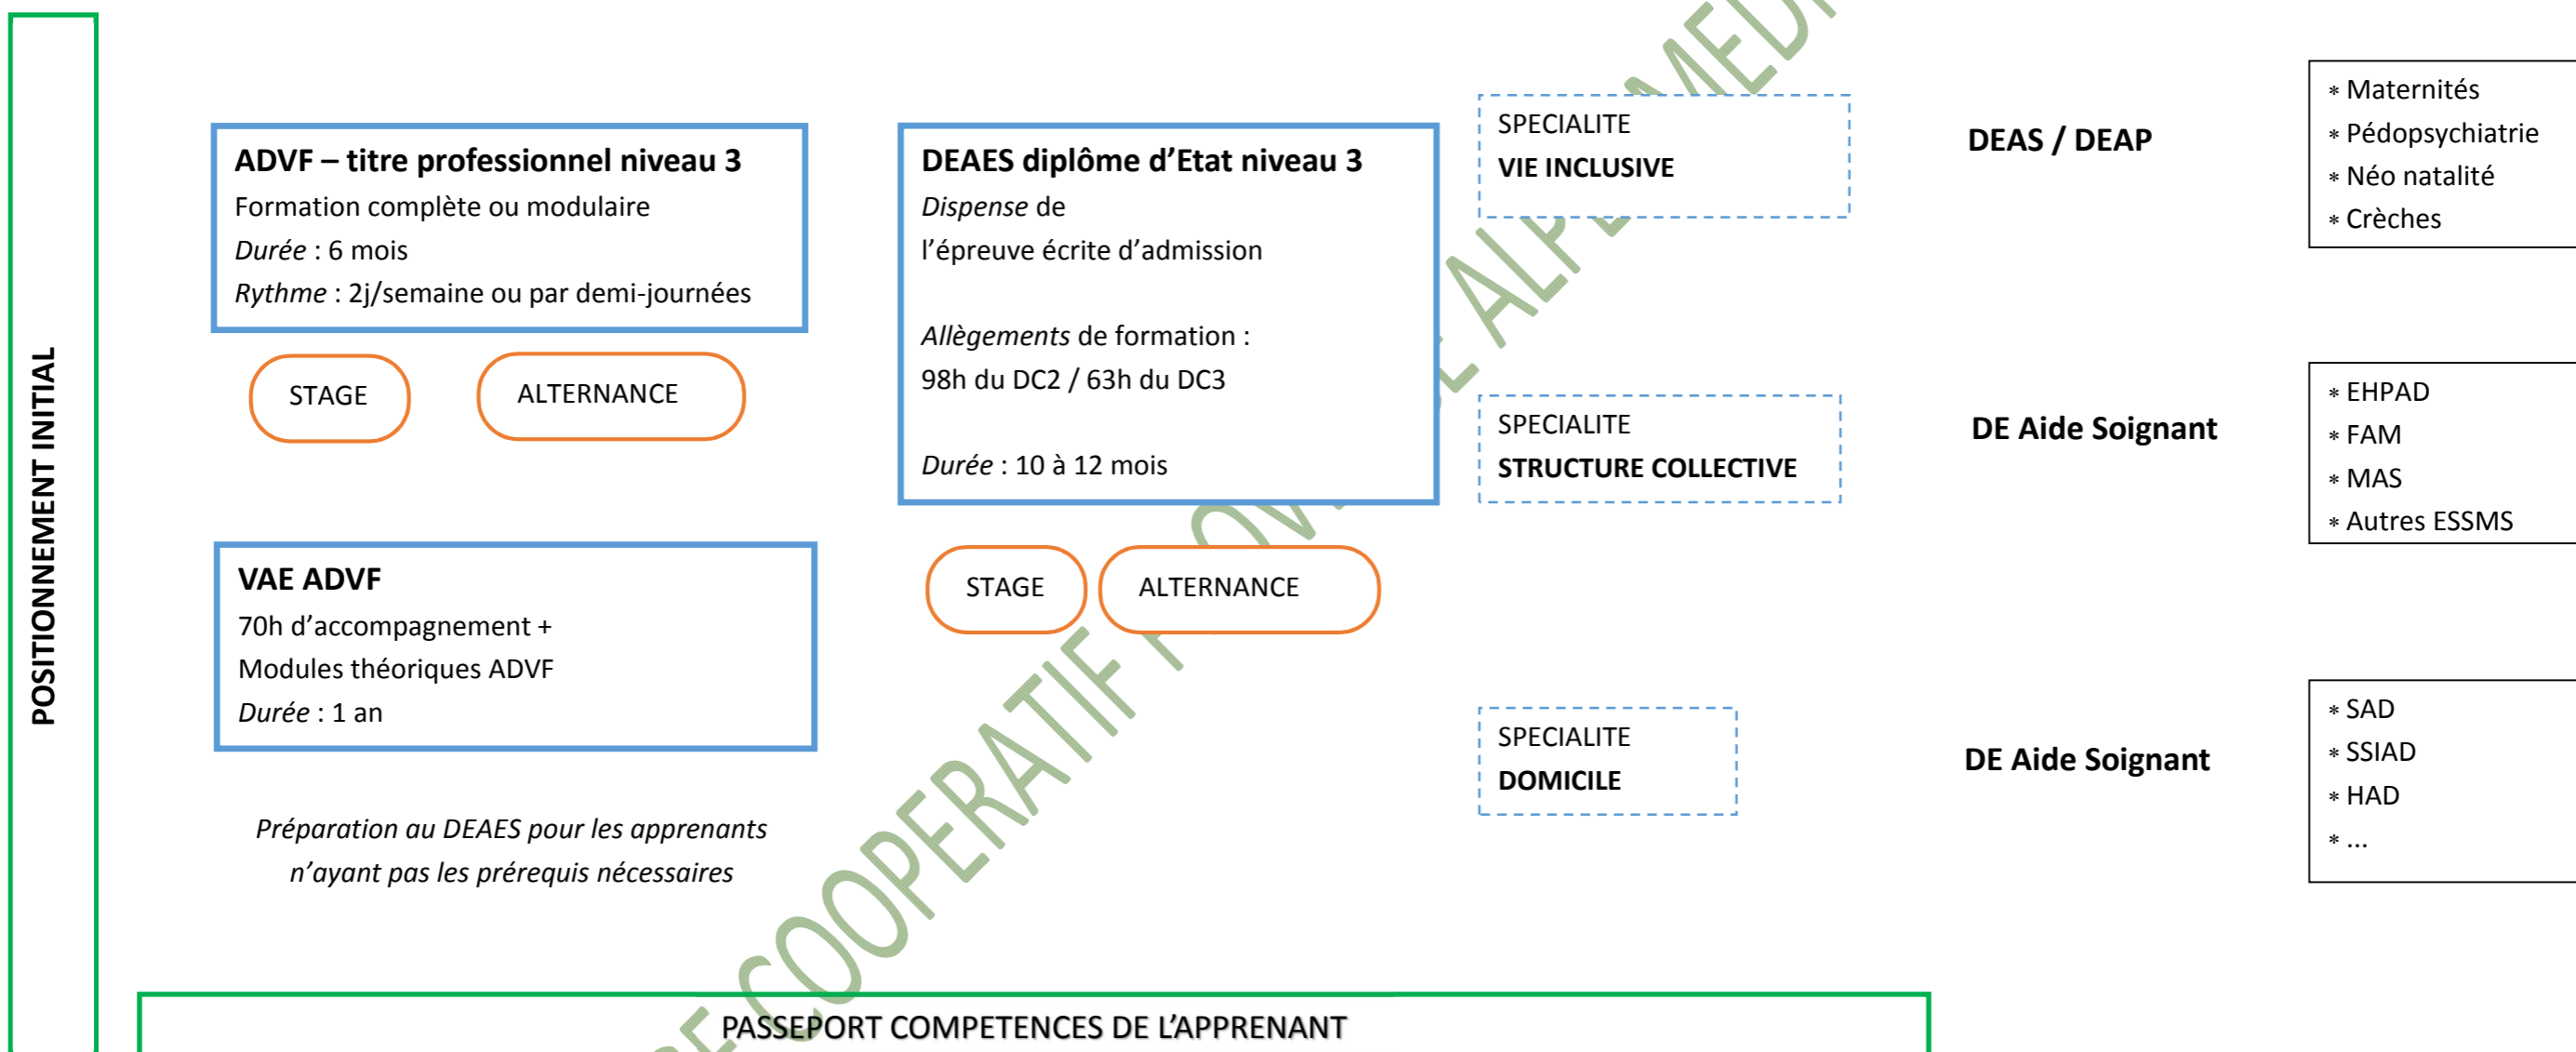 POSITIONNEMENT INITIAL
ADVF – titre professionnel niveau 3
Formation complète ou modulaire
Durée : 6 mois
Rythme : 2j/semaine ou par demi-journées
STAGE
ALTERNANCE
VAE ADVF
70h d’accompagnement +
Modules théoriques ADVF
Durée : 1 an
Préparation au DEAES pour les apprenants
n’ayant pas les prérequis nécessaires
DEAES diplôme d’Etat niveau 3
Dispense de
l’épreuve écrite d’admission
Allègements de formation :
98h du DC2 / 63h du DC3
Durée : 10 à 12 mois
STAGE
ALTERNANCE
SPECIALITE
VIE INCLUSIVE
SPECIALITE
STRUCTURE COLLECTIVE
SPECIALITE
DOMICILE
DEAS / DEAP
DE Aide Soignant
DE Aide Soignant
* Maternités
* Pédopsychiatrie
* Néo natalité
* Crèches
* EHPAD
* FAM
* MAS
* Autres ESSMS
* SAD
* SSIAD
* HAD
* ...
PASSEPORT COMPETENCES DE L’APPRENANT
COOPERATIF